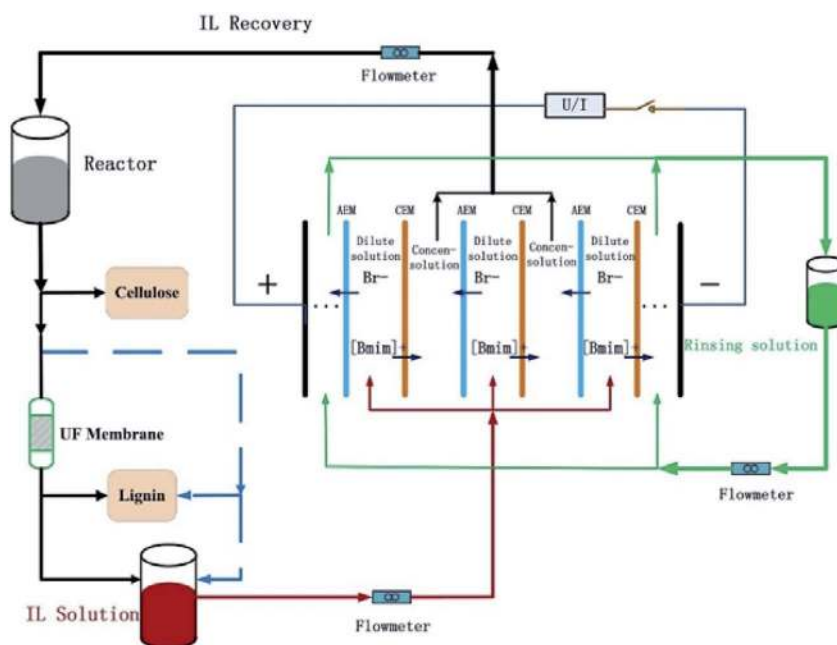 IL Recovery
Flowmeter
U/I
Reactor
AEM
CEM
AEM
CEM
AEM
CEM
Dilute
solution
Concen-
solution
Dilute
solution
Concen-
solution
Dilute
solution
Br-
Br-
Br-
+
...
...
-
Cellulose
[Bmim]+
[Bmim]+
[Bmim]+
Rinsing solution
UF Membrane
Lignin
Flowmeter
IL Solution
Flowmeter